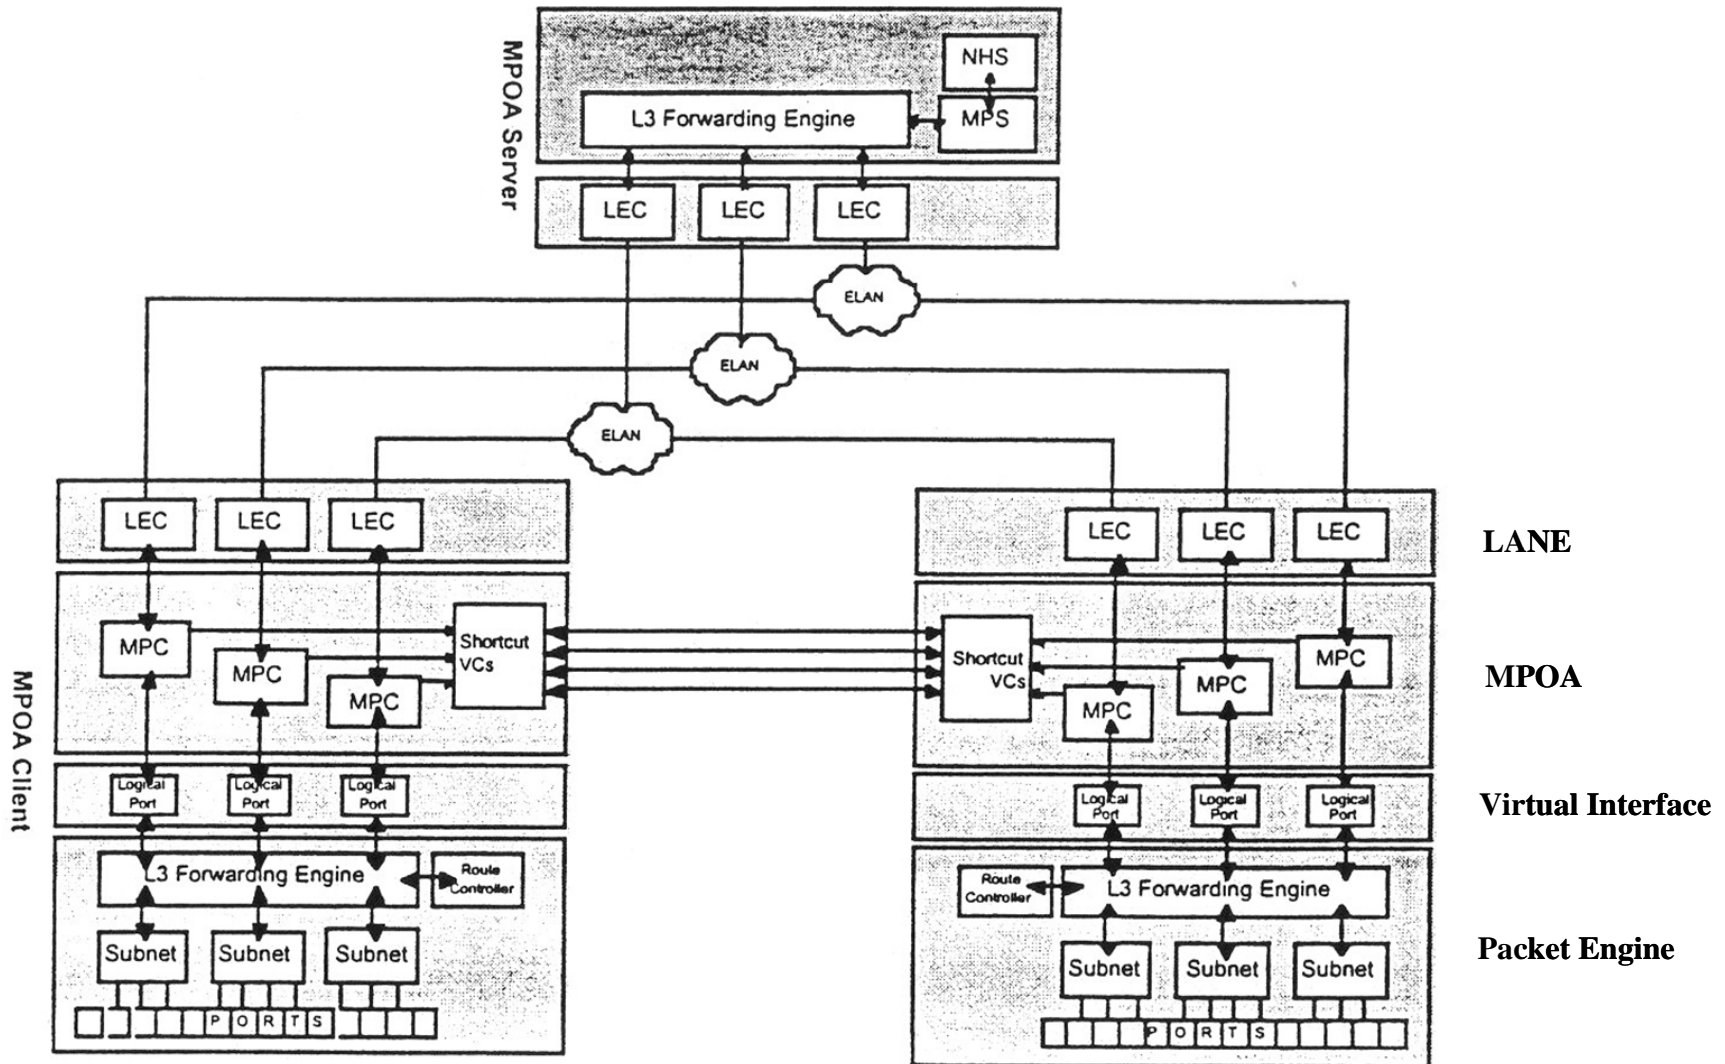 MPOA Server
NHS
L3 Forwarding Engine
MPS
LEC
LEC
LEC
ELAN
ELAN
ELAN
LEC
LEC
LEC
LEC
LEC
LEC
LANE
MPOA Client
MPC
MPC
MPC
Shortcut
VCs
Shortcut
VCs
MPC
MPC
MPC
MPOA
Logical
Port
Logical
Port
Logical
Port
Logical
Port
Logical
Port
Logical
Port
Virtual Interface
L3 Forwarding Engine
Route
Controller
Route
Controller
L3 Forwarding Engine
Subnet
Subnet
Subnet
Subnet
Subnet
Subnet
Packet Engine
PORTS
PORTS